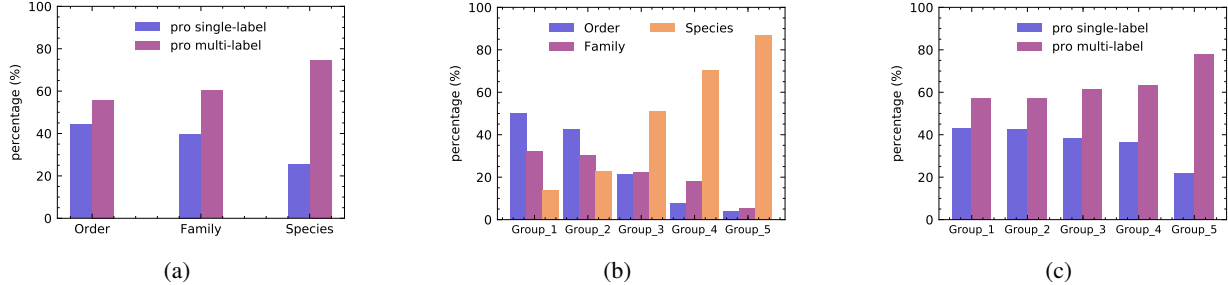 100
80
60
40
20
0
percentage (%)
pro single-label
pro multi-label
Order Family Species
(a)
100
80
60
40
20
0
percentage (%)
Order Species
Family
Group_1 Group_2 Group_3 Group_4 Group_5
(b)
100
80
60
40
20
0
percentage (%)
pro single-label
pro multi-label
Group_1 Group_2 Group_3 Group_4 Group_5
(c)